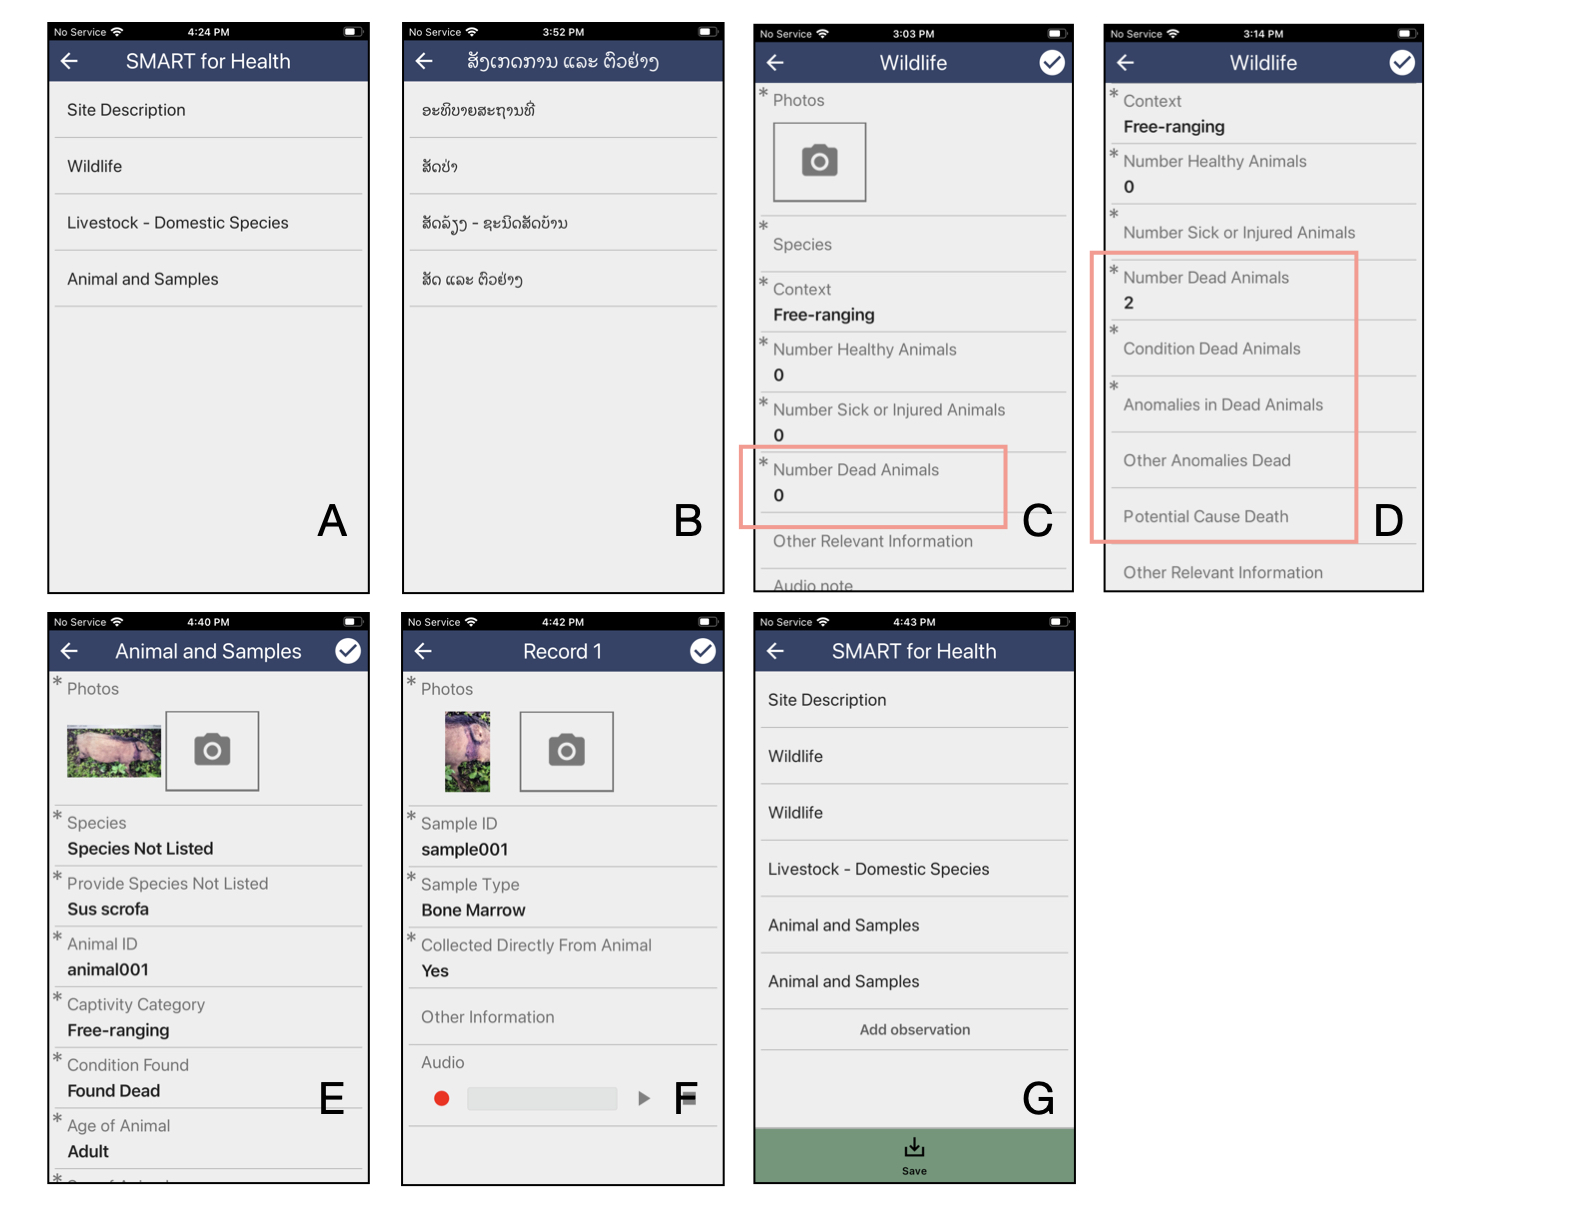 No Service 4:24 PM
SMART for Health
Site Description
Wildlife
Livestock - Domestic Species
Animal and Samples
A
No Service 3:52 PM
ສັງເກດການ ແລະ ຕົວຢ່າງ
ອະທິບາຍສະຖານທີ່
ສັດປ່າ
ສັດລ້ຽງ - ຊະນິດສັດບ້ານ
ສັດ ແລະ ຕົວຢ່າງ
B
No Service 3:03 PM
Wildlife
* Photos
* Species
* Context
Free-ranging
* Number Healthy Animals
0
* Number Sick or Injured Animals
0
* Number Dead Animals
0
Other Relevant Information
Audio note
C
No Service 3:14 PM
Wildlife
* Context
Free-ranging
* Number Healthy Animals
0
* Number Sick or Injured Animals
* Number Dead Animals
2
* Condition Dead Animals
* Anomalies in Dead Animals
Other Anomalies Dead
Potential Cause Death
Other Relevant Information
D
No Service 4:40 PM
Animal and Samples
* Photos
* Species
Species Not Listed
* Provide Species Not Listed
Sus scrofa
* Animal ID
animal001
* Captivity Category
Free-ranging
* Condition Found
Found Dead
* Age of Animal
Adult
E
No Service 4:42 PM
Record 1
* Photos
* Sample ID
sample001
* Sample Type
Bone Marrow
* Collected Directly From Animal
Yes
Other Information
Audio
F
No Service 4:43 PM
SMART for Health
Site Description
Wildlife
Wildlife
Livestock - Domestic Species
Animal and Samples
Animal and Samples
Add observation
G
Save